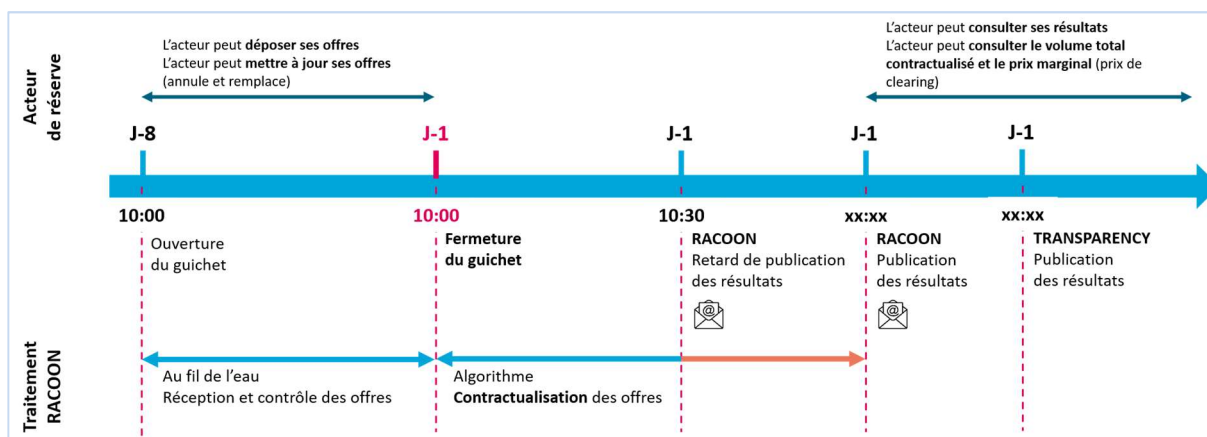 Acteur
de réserve
L'acteur peut déposer ses offres
L'acteur peut mettre à jour ses offres
(annule et remplace)
L'acteur peut consulter ses résultats
L'acteur peut consulter le volume total
contractualisé et le prix marginal (prix de
clearing)
J-8
J-1
J-1
J-1
J-1
10:00
10:00
10:30
xx:xx
xx:xx
Ouverture
du guichet
Fermeture
du guichet
RACOON
Retard de publication
des résultats
RACOON
Publication
des résultats
TRANSPARENCY
Publication
des résultats
Traitement
RACOON
Au fil de l'eau
Réception et contrôle des offres
Algorithme
Contractualisation des offres